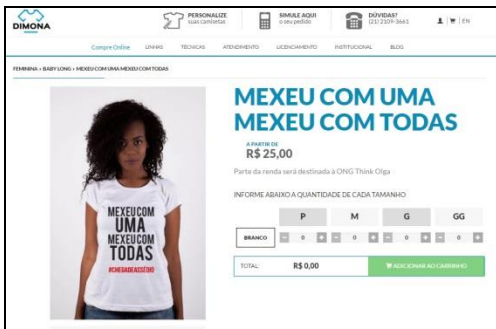 DIMONA
PERSONALIZE
suas camisetas
SIMULE AQUI
o seu pedido
DÚVIDAS?
(21) 2109-3661
EN
Compre Online LINHAS TÉCNICAS ATENDIMENTO LICENCIAMENTO INSTITUCIONAL BLOG
FEMININA » BABY LONG » MEXEU COM UMA MEXEU COM TODAS
MEXEU COM UMA
MEXEU COM TODAS
A PARTIR DE
R$ 25,00
Parte da renda será destinada à ONG Think Olga
INFORME ABAIXO A QUANTIDADE DE CADA TAMANHO
P M G GG
BRANCO - 0 + - 0 + - 0 + - 0 +
TOTAL: R$ 0,00 ADICIONAR AO CARRINHO
MEXEU COM
UMA
MEXEU COM
TODAS
#CHEGADEASSÉDIO